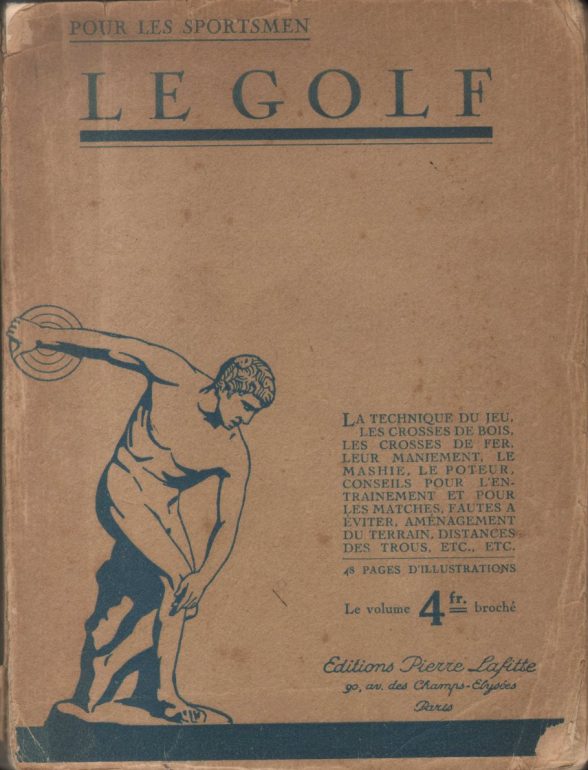 POUR LES SPORTSMEN
LE GOLF
LA TECHNIQUE DU JEU,
LES CROSSES DE BOIS,
LES CROSSES DE FER,
LEUR MANIEMENT, LE
MASHIE, LE POTEUR,
CONSEILS POUR L'EN-
TRAINEMENT ET POUR
LES MATCHES, FAUTES A
ÉVITER, AMÉNAGEMENT
DU TERRAIN, DISTANCES
DES TROUS, ETC., ETC.
48 PAGES D'ILLUSTRATIONS
Le volume 4 fr. broché
Editions Pierre Lafitte
90, av. des Champs-Elysées
Paris